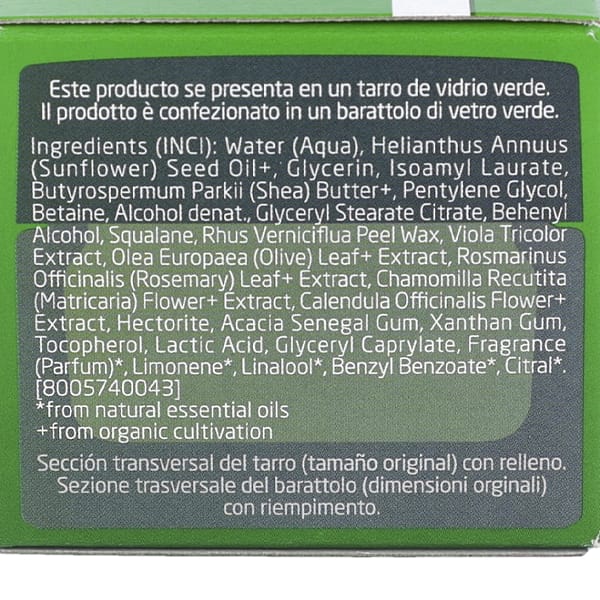 Este producto se presenta en un tarro de vidrio verde.
Il prodotto è confezionato in un barattolo di vetro verde.
Ingredients (INCI): Water (Aqua), Helianthus Annuus
(Sunflower) Seed Oil+, Glycerin, Isoamyl Laurate,
Butyrospermum Parkii (Shea) Butter+, Pentylene Glycol,
Betaine, Alcohol denat., Glyceryl Stearate Citrate, Behenyl
Alcohol, Squalane, Rhus Verniciflua Peel Wax, Viola Tricolor
Extract, Olea Europaea (Olive) Leaf+ Extract, Rosmarinus
Officinalis (Rosemary) Leaf+ Extract, Chamomilla Recutita
(Matricaria) Flower+ Extract, Calendula Officinalis Flower+
Extract, Hectorite, Acacia Senegal Gum, Xanthan Gum,
Tocopherol, Lactic Acid, Glyceryl Caprylate, Fragrance
(Parfum)*, Limonene*, Linalool*, Benzyl Benzoate*, Citral*.
[8005740043]
*from natural essential oils
+from organic cultivation
Sección transversal del tarro (tamaño original) con relleno.
Sezione trasversale del barattolo (dimensioni orginali)
con riempimento.